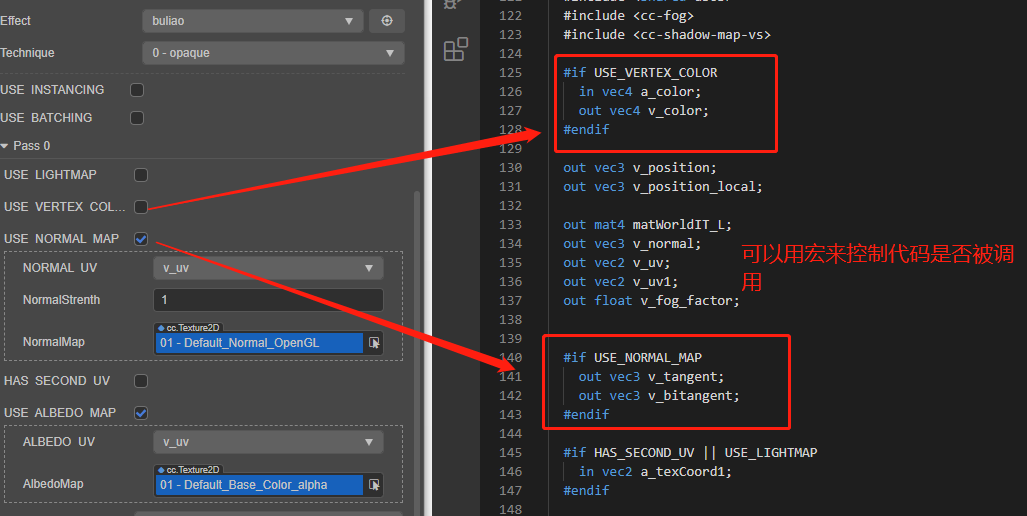 Effect
buliao
Technique
0 - opaque
USE INSTANCING
USE BATCHING
Pass 0
USE LIGHTMAP
USE VERTEX COL...
USE NORMAL MAP
NORMAL UV
v_uv
NormalStrenth
1
NormalMap
cc.Texture2D
01 - Default_Normal_OpenGL
HAS SECOND UV
USE ALBEDO MAP
ALBEDO UV
v_uv
AlbedoMap
cc.Texture2D
01 - Default_Base_Color_alpha
122 #include <cc-fog>
123 #include <cc-shadow-map-vs>
124
125 #if USE_VERTEX_COLOR
126 in vec4 a_color;
127 out vec4 v_color;
128 #endif
129
130 out vec3 v_position;
131 out vec3 v_position_local;
132
133 out mat4 matWorldIT_L;
134 out vec3 v_normal;
135 out vec2 v_uv;
136 out vec2 v_uv1;
137 out float v_fog_factor;
138
139
140 #if USE_NORMAL_MAP
141 out vec3 v_tangent;
142 out vec3 v_bitangent;
143 #endif
144
145 #if HAS_SECOND_UV || USE_LIGHTMAP
146 in vec2 a_texCoord1;
147 #endif
148
可以用宏来控制代码是否被调
用